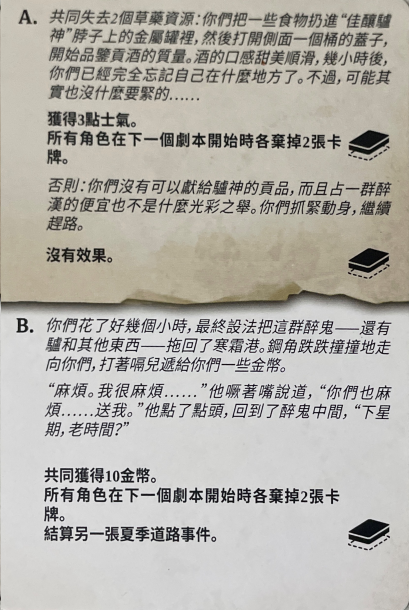 A. 共同失去2個草藥資源：你們把一些食物扔進“佳釀驢
神”脖子上的金屬罐裡，然後打開側面一個桶的蓋子，
開始品鑒貢酒的質量。酒的口感甜美順滑，幾小時後，
你們已經完全忘記自己在什麼地方了。不過，可能其
實也沒什麼要緊的……
獲得3點士氣。
所有角色在下一個劇本開始時各棄掉2張卡
牌。
否則：你們沒有可以獻給驢神的貢品，而且占一群醉
漢的便宜也不是什麼光彩之舉。你們抓緊動身，繼續
趕路。
沒有效果。
B. 你們花了好幾個小時，最終設法把這群醉鬼——還有
驢和其他東西——拖回了寒霜港。鋼角跌跌撞撞地走
向你們，打著嗝兒遞給你們一些金幣。
“麻煩。我很麻煩……”他噘著嘴說道，“你們也麻
煩……送我。”他點了點頭，回到了醉鬼中間，“下星
期，老時間？”
共同獲得10金幣。
所有角色在下一個劇本開始時各棄掉2張卡
牌。
結算另一張夏季道路事件。